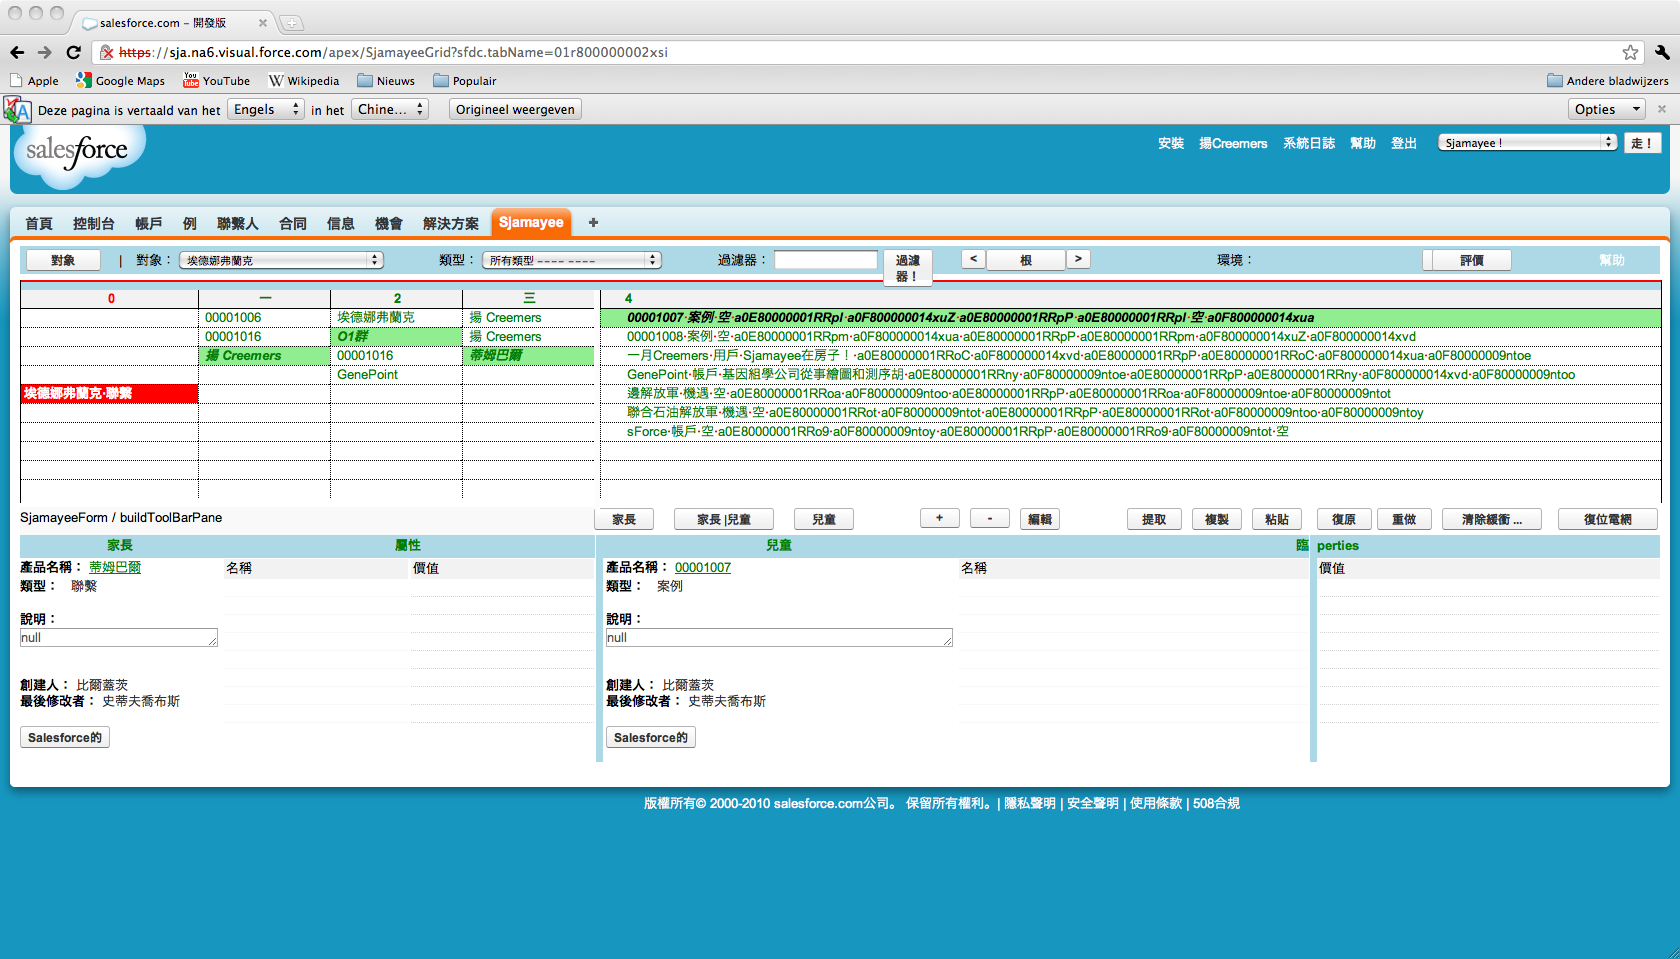 salesforce.com – 開發版
https://sja.na6.visual.force.com/apex/SjamayeeGrid?sfdc.tabName=01r800000002xsi
Apple Google Maps YouTube Wikipedia Nieuws Populair Andere bladwijzers
Deze pagina is vertaald van het Engels in het Chine... Origineel weergeven Opties
salesforce
安裝 揚Creemers 系統日誌 幫助 登出 Sjamayee ! 走！
首頁 控制台 帳戶 例 聯繫人 合同 信息 機會 解決方案 Sjamayee +
對象 | 對象： 埃德娜弗蘭克 類型： 所有類型 ---- ---- 過濾器： 過濾器！ < 根 > 環境： 評價 幫助
0 一 2 三 4
00001006 埃德娜弗蘭克 揚 Creemers 00001007·案例·空·a0E80000001RRpI·a0F800000014xuZ·a0E80000001RRpP·a0E80000001RRpI·空·a0F800000014xua
00001016 O1群 揚 Creemers 00001008·案例·空·a0E80000001RRpm·a0F800000014xua·a0E80000001RRpP·a0E80000001RRpm·a0F800000014xuZ·a0F800000014xvd
揚 Creemers 00001016 蒂姆巴爾 一月Creemers·用戶·Sjamayee在房子！·a0E80000001RRoC·a0F800000014xvd·a0E80000001RRpP·a0E80000001RRoC·a0F800000014xua·a0F80000009ntoe
GenePoint GenePoint·帳戶·基因組學公司從事繪圖和測序胡·a0E80000001RRny·a0F80000009ntoe·a0E80000001RRpP·a0E80000001RRny·a0F800000014xvd·a0F80000009ntoo
埃德娜弗蘭克·聯繫 邊解放軍·機遇·空·a0E80000001RRoa·a0F80000009ntoo·a0E80000001RRpP·a0E80000001RRoa·a0F80000009ntoe·a0F80000009ntot
聯合石油解放軍·機遇·空·a0E80000001RRot·a0F80000009ntot·a0E80000001RRpP·a0E80000001RRot·a0F80000009ntoo·a0F80000009ntoy
sForce·帳戶·空·a0E80000001RRo9·a0F80000009ntoy·a0E80000001RRpP·a0E80000001RRo9·a0F80000009ntot·空
SjamayeeForm / buildToolBarPane 家長 家長 |兒童 兒童 + - 編輯 提取 複製 粘貼 復原 重做 清除緩衝 ... 復位電網
家長 屬性 兒童 臨 perties
產品名稱： 蒂姆巴爾 名稱 價值 產品名稱： 00001007 名稱 價值
類型： 聯繫 類型： 案例
說明： 說明：
null null
創建人： 比爾蓋茨 創建人： 比爾蓋茨
最後修改者： 史蒂夫喬布斯 最後修改者： 史蒂夫喬布斯
Salesforce的 Salesforce的
版權所有© 2000-2010 salesforce.com公司。 保留所有權利。| 隱私聲明 | 安全聲明 | 使用條款 | 508合規